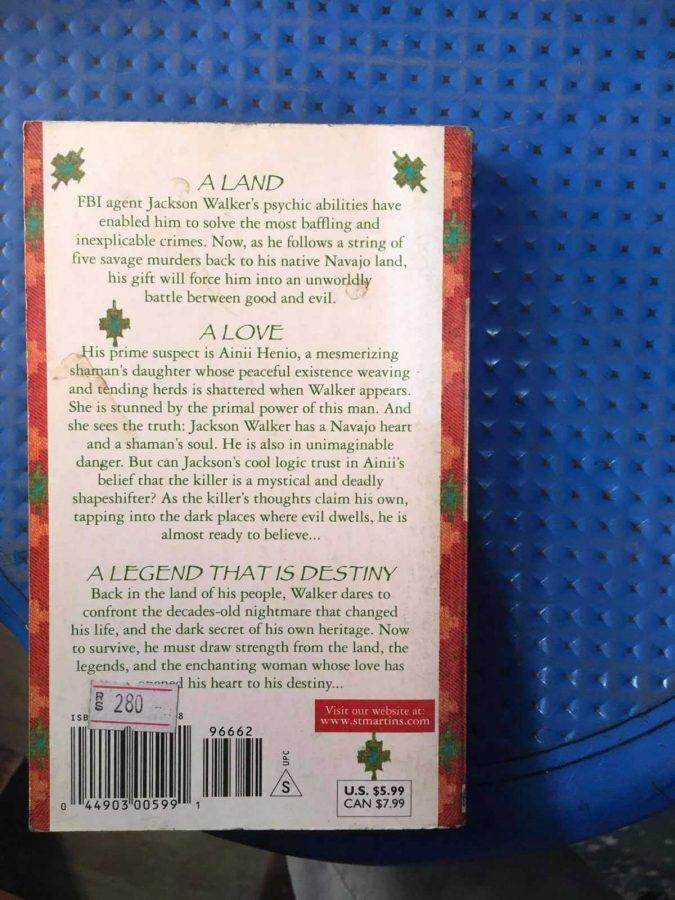 A LAND
FBI agent Jackson Walker's psychic abilities have
enabled him to solve the most baffling and
inexplicable crimes. Now, as he follows a string of
five savage murders back to his native Navajo land,
his gift will force him into an unworldly
battle between good and evil.
A LOVE
His prime suspect is Ainii Henio, a mesmerizing
shaman's daughter whose peaceful existence weaving
and tending herds is shattered when Walker appears.
She is stunned by the primal power of this man. And
she sees the truth: Jackson Walker has a Navajo heart
and a shaman's soul. He is also in unimaginable
danger. But can Jackson's cool logic trust in Ainii's
belief that the killer is a mystical and deadly
shapeshifter? As the killer's thoughts claim his own,
tapping into the dark places where evil dwells, he is
almost ready to believe...
A LEGEND THAT IS DESTINY
Back in the land of his people, Walker dares to
confront the decades-old nightmare that changed
his life, and the dark secret of his own heritage. Now
to survive, he must draw strength from the land, the
legends, and the enchanting woman whose love has
his heart to his destiny...
RS 280
Visit our website at:
www.stmartins.com
ISB 8
96662
UPC
S
0 44903 00599 1
U.S. $5.99
CAN $7.99